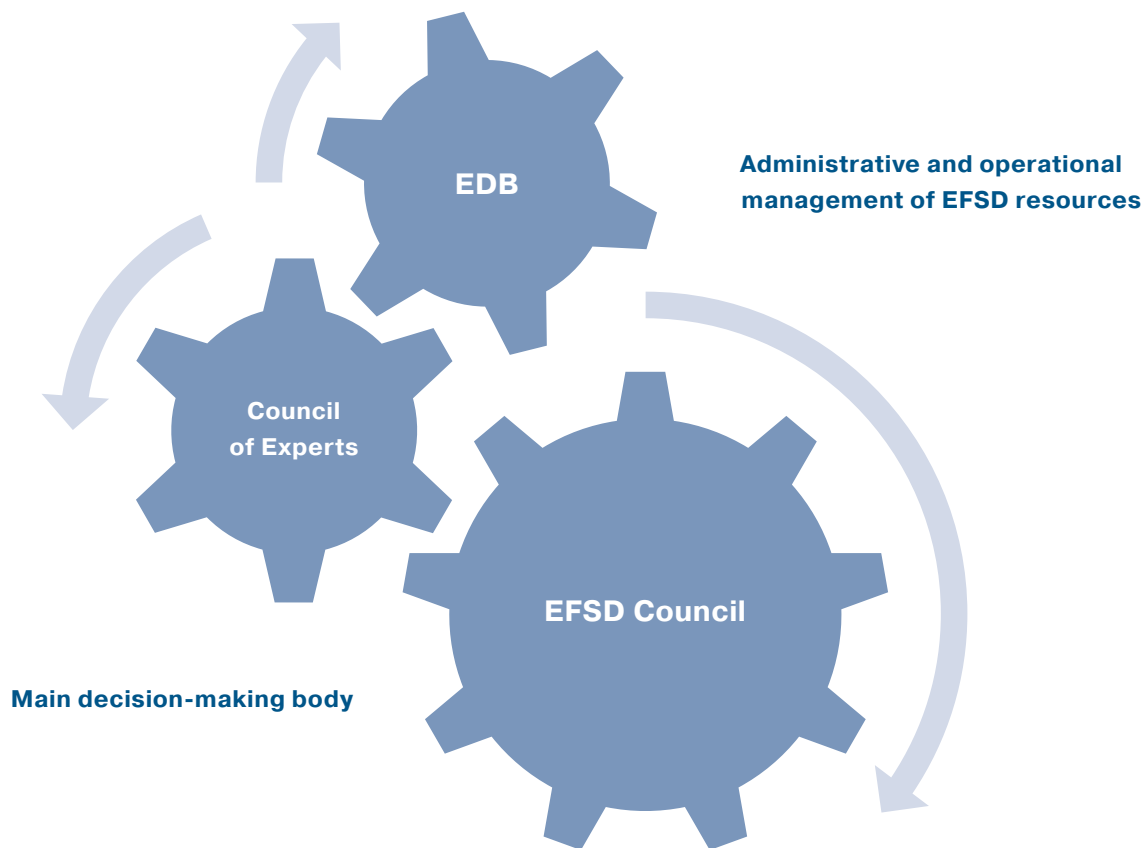 EDB
Administrative and operational
management of EFSD resources
Council
of Experts
EFSD Council
Main decision-making body